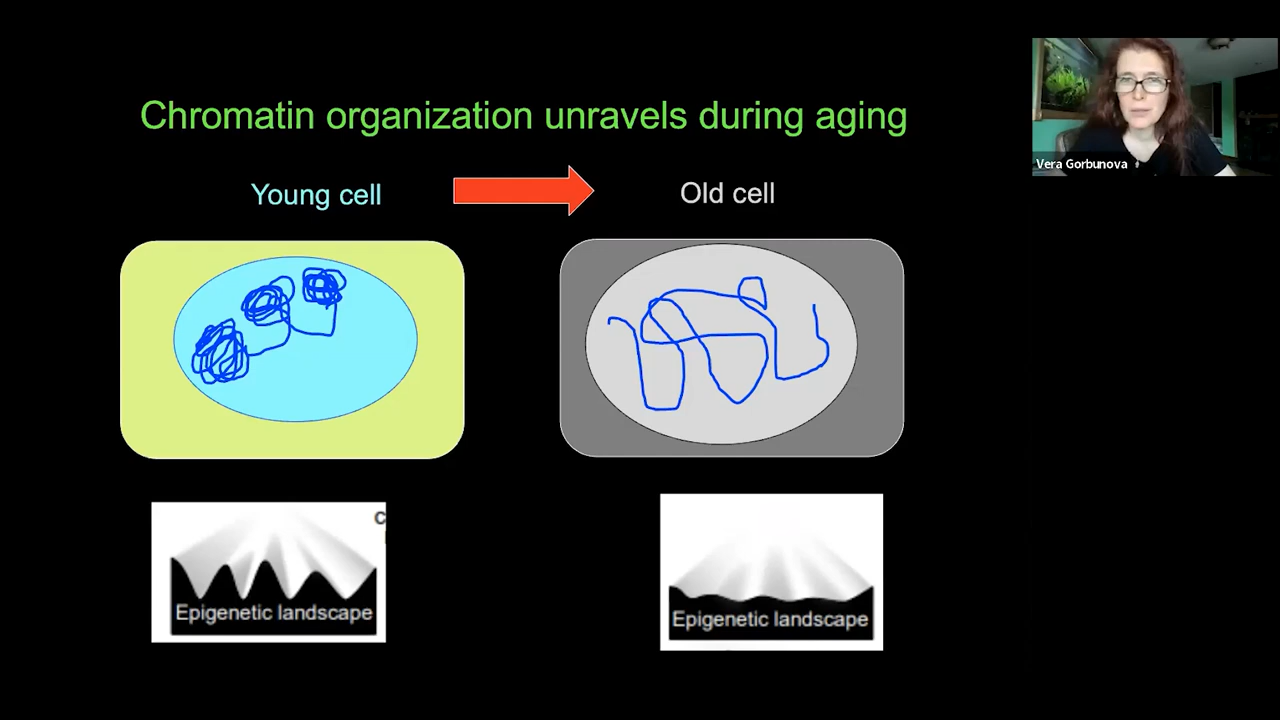 Chromatin organization unravels during aging
Young cell
Old cell
C
Epigenetic landscape
Epigenetic landscape
Vera Gorbunova